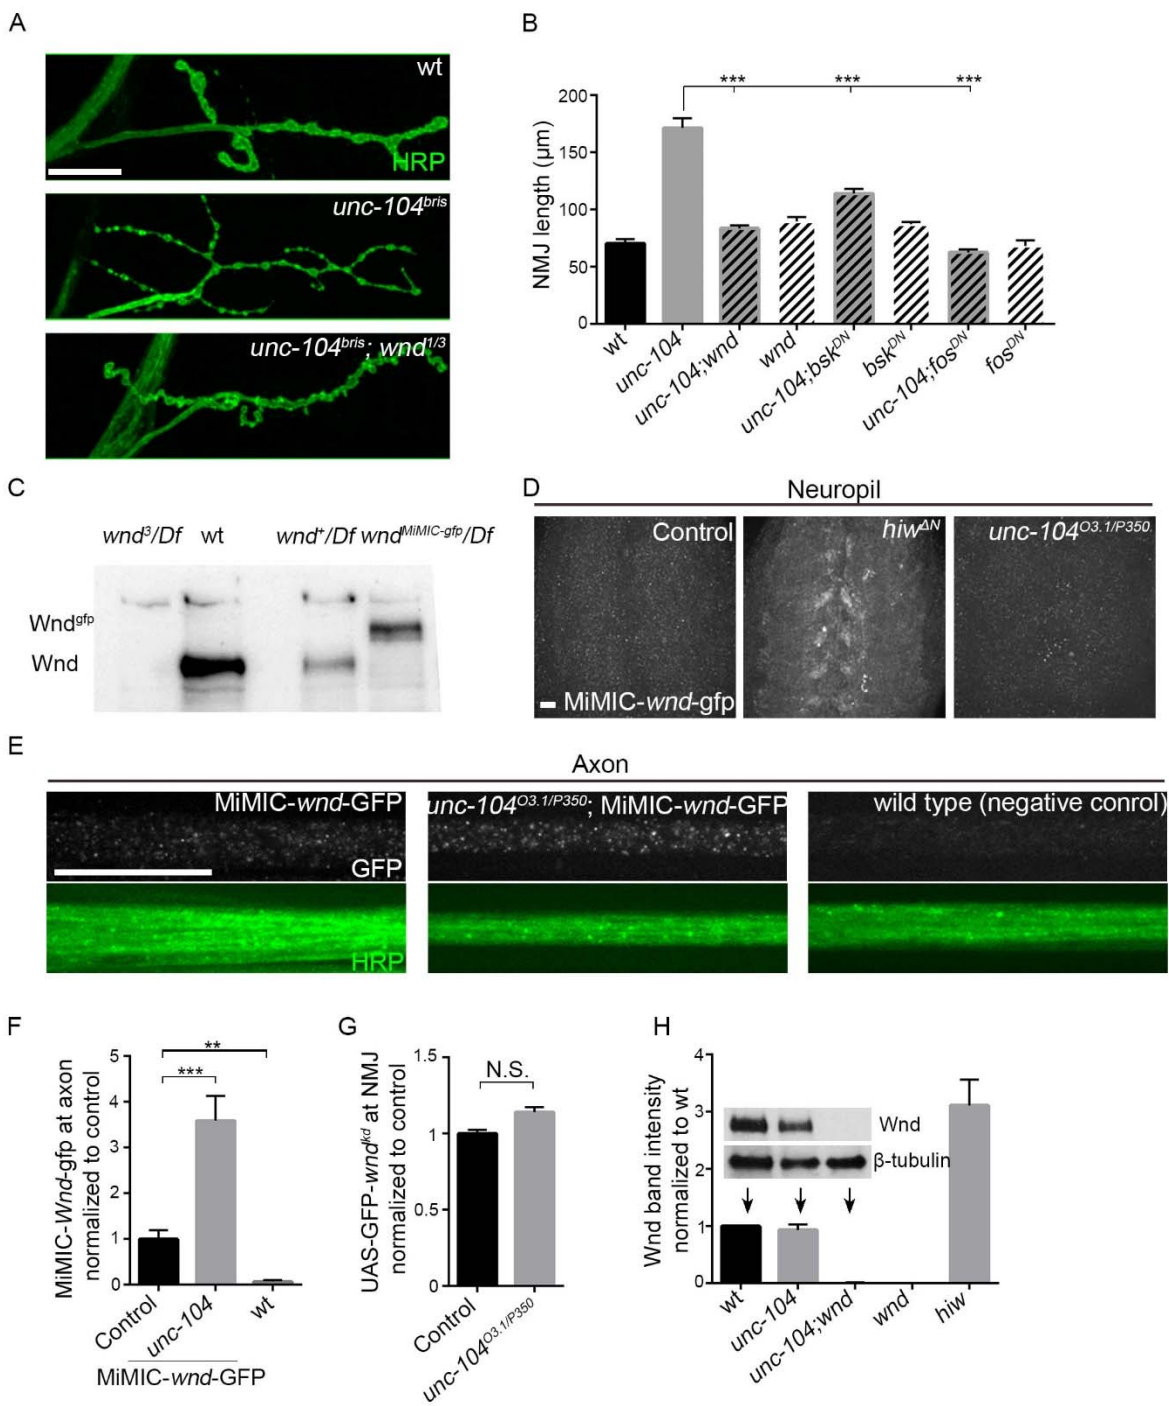 A
wt
HRP
unc-104bris
unc-104bris; wnd1/3
B
***
***
***
NMJ length (µm)
200
150
100
50
0
wt
unc-104
unc-104;wnd
wnd
unc-104;bskDN
bskDN
unc-104;fosDN
fosDN
C
wnd3/Df wt wnd+/Df wndMiMIC-gfp/Df
Wndgfp
Wnd
D
Neuropil
Control
MiMIC-wnd-gfp
hiwΔN
unc-104O3.1/P350
E
Axon
MiMIC-wnd-GFP
GFP
HRP
unc-104O3.1/P350; MiMIC-wnd-GFP
wild type (negative conrol)
F
MiMIC-Wnd-gfp at axon
normalized to control
5
4
3
2
1
0
**
***
Control
unc-104
wt
MiMIC-wnd-GFP
G
UAS-GFP-wndkd at NMJ
normalized to control
1.5
1
0.5
0
N.S.
Control
unc-104O3.1/P350
H
Wnd band intensity
normalized to wt
4
3
2
1
0
Wnd
β-tubulin
wt
unc-104
unc-104;wnd
wnd
hiw